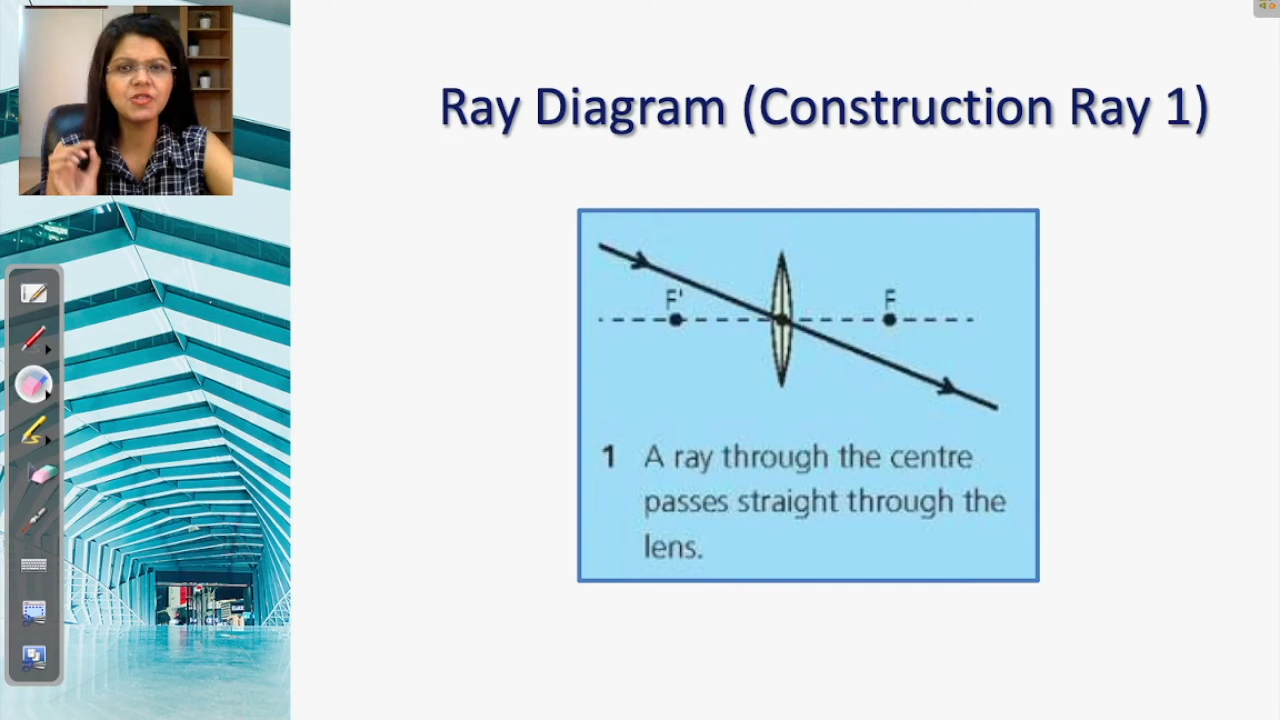 Ray Diagram (Construction Ray 1)
F'
F
1 A ray through the centre
passes straight through the
lens.